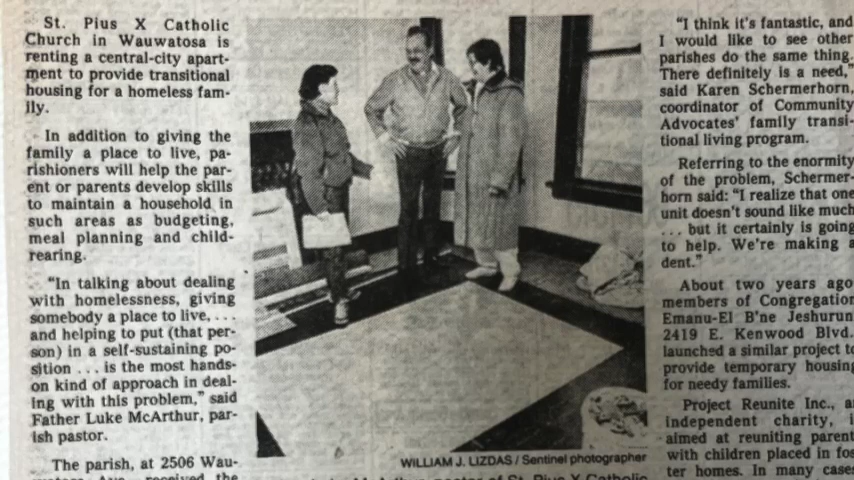 St. Pius X Catholic
Church in Wauwatosa is
renting a central-city apart-
ment to provide transitional
housing for a homeless fam-
ily.
In addition to giving the
family a place to live, pa-
rishioners will help the par-
ent or parents develop skills
to maintain a household in
such areas as budgeting,
meal planning and child-
rearing.
"In talking about dealing
with homelessness, giving
somebody a place to live, ...
and helping to put (that per-
son) in a self-sustaining po-
sition ... is the most hands-
on kind of approach in deal-
ing with this problem," said
Father Luke McArthur, par-
ish pastor.
The parish, at 2506 Wau-
received the
WILLIAM J. LIZDAS / Sentinel photographer
pastor of St. Pius X Catholic
"I think it's fantastic, and
I would like to see other
parishes do the same thing.
There definitely is a need,"
said Karen Schermerhorn,
coordinator of Community
Advocates' family transi-
tional living program.
Referring to the enormity
of the problem, Schermer-
horn said: "I realize that one
unit doesn't sound like much
... but it certainly is going
to help. We're making a
dent."
About two years ago
members of Congregation
Emanu-El B'ne Jeshurun
2419 E. Kenwood Blvd.
launched a similar project to
provide temporary housing
for needy families.
Project Reunite Inc.,
independent charity,
aimed at reuniting parent
with children placed in fos
ter homes. In many cases